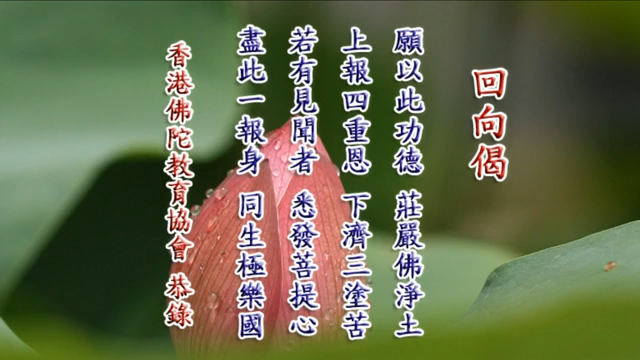 回向偈
願以此功德 莊嚴佛淨土
上報四重恩 下濟三塗苦
若有見聞者 悉發菩提心
盡此一報身 同生極樂國
香港佛陀教育協會 恭錄